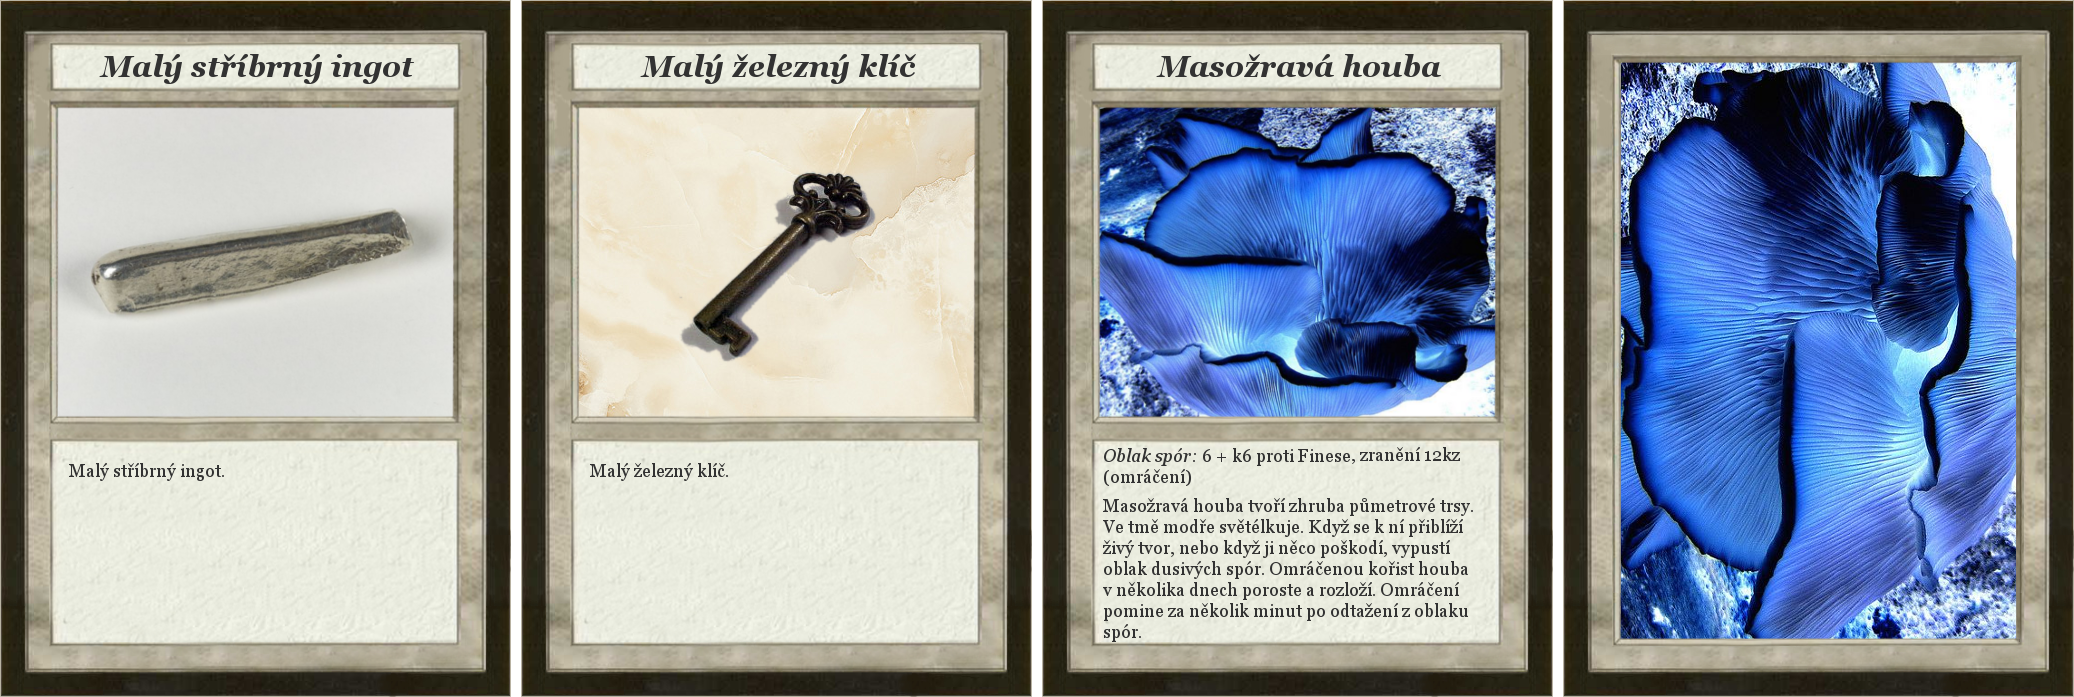 Malý stříbrný ingot
Malý stříbrný ingot.
Malý železný klíč
Malý železný klíč.
Masožravá houba
Oblak spór: 6 + k6 proti Finese, zranění 12kz
(omráčení)
Masožravá houba tvoří zhruba půmetrové trsy.
Ve tmě modře světélkuje. Když se k ní přiblíží
živý tvor, nebo když ji něco poškodí, vypustí
oblak dusivých spór. Omráčenou kořist houba
v několika dnech poroste a rozloží. Omráčení
pomine za několik minut po odtažení z oblaku
spór.